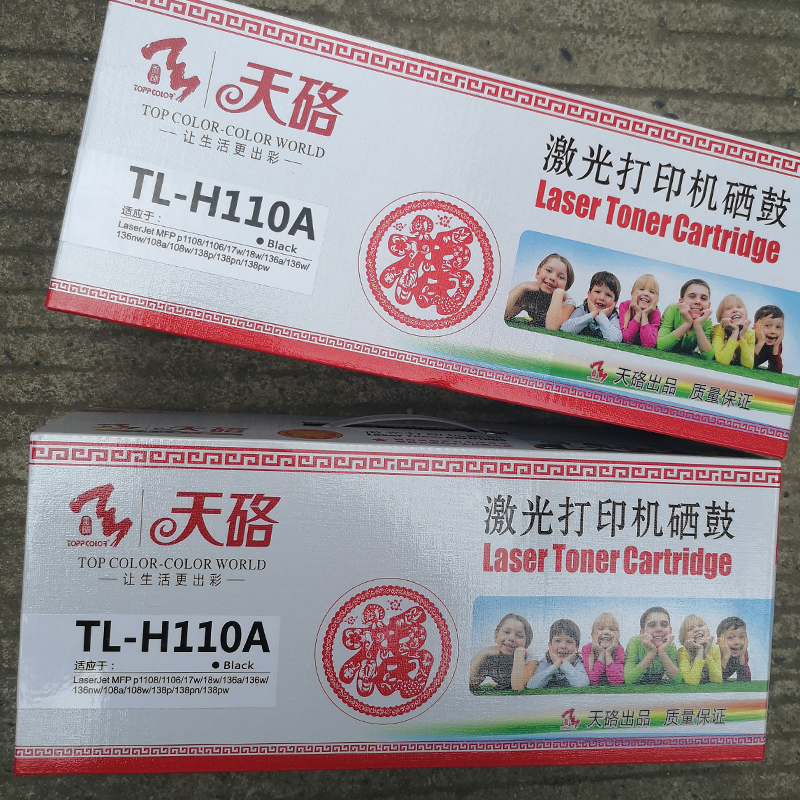 TOPPCOLOR
天硌
TOP COLOR-COLOR WORLD
—让生活更出彩—
TL-H110A
适应于：
●Black
LaserJet MFP p1108/1106/17w/18w/136a/136w/
136nw/108a/108w/138p/138pn/138pw
激光打印机硒鼓
Laser Toner Cartridge
天硌出品 质量保证
TOPPCOLOR
天硌
TOP COLOR-COLOR WORLD
—让生活更出彩—
TL-H110A
适应于：
●Black
LaserJet MFP p1108/1106/17w/18w/136a/136w/
136nw/108a/108w/138p/138pn/138pw
激光打印机硒鼓
Laser Toner Cartridge
天硌出品 质量保证